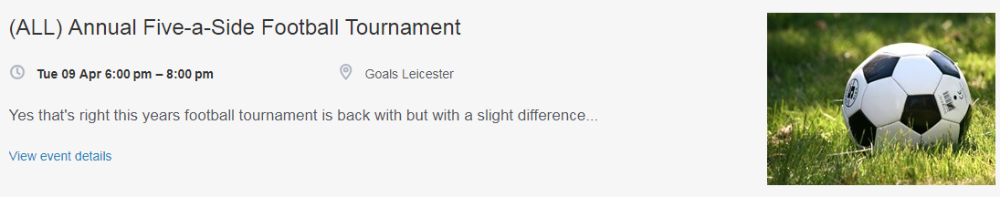 (ALL) Annual Five-a-Side Football Tournament
Tue 09 Apr 6:00 pm – 8:00 pm
Goals Leicester
Yes that's right this years football tournament is back with but with a slight difference...
View event details